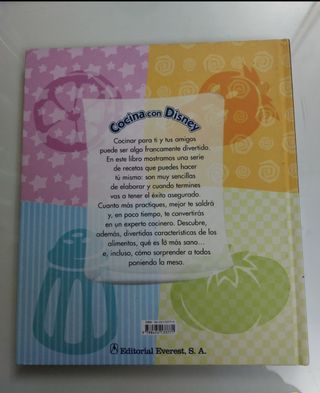 Cocina con Disney
Cocinar para ti y tus amigos
puede ser algo francamente divertido.
En este libro mostramos una serie
de recetas que puedes hacer
tú mismo: son muy sencillas
de elaborar y cuando termines
vas a tener el éxito asegurado.
Cuanto más practiques, mejor te saldrá
y, en poco tiempo, te convertirás
en un experto cocinero. Descubre,
además, divertidas características de los
alimentos, qué es lo más sano...
e, incluso, cómo sorprender a todos
poniendo la mesa.
Editorial Everest, S. A.